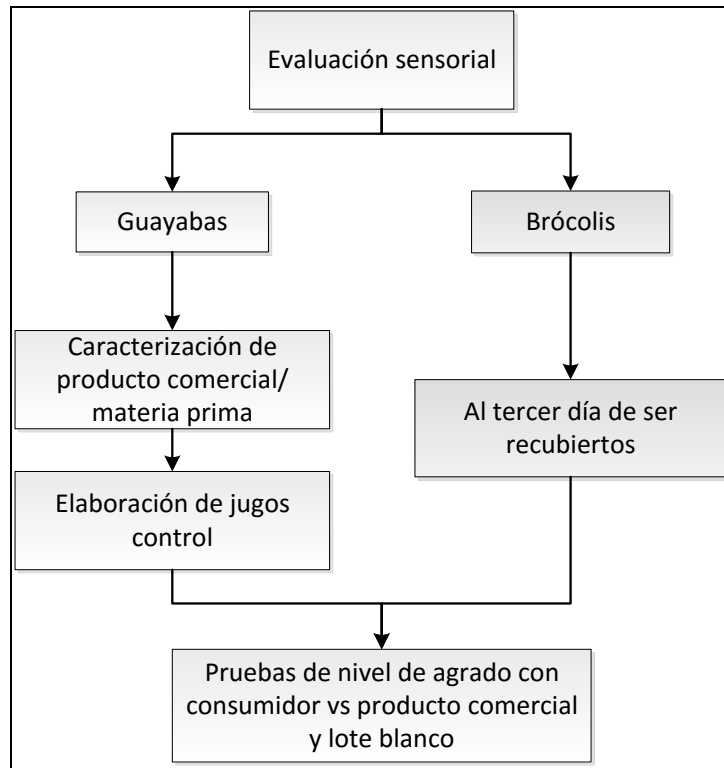 Evaluación sensorial
Guayabas
Brócolis
Caracterización de
producto comercial/
materia prima
Al tercer día de ser
recubiertos
Elaboración de jugos
control
Pruebas de nivel de agrado con
consumidor vs producto comercial
y lote blanco